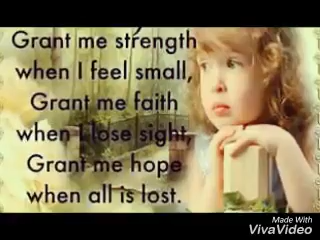 Grant me strength
when I feel small,
Grant me faith
when I lose sight,
Grant me hope
when all is lost.
Made With
VivaVideo